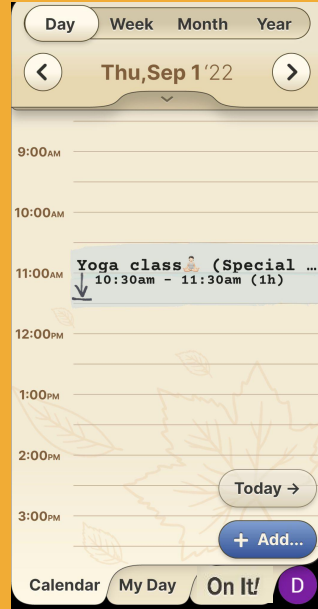 Day Week Month Year
Thu, Sep 1 '22
9:00AM
10:00AM
Yoga class🧘 (Special ...
11:00AM 10:30am - 11:30am (1h)
12:00PM
1:00PM
2:00PM
Today →
3:00PM
+ Add...
Calendar My Day On It! D